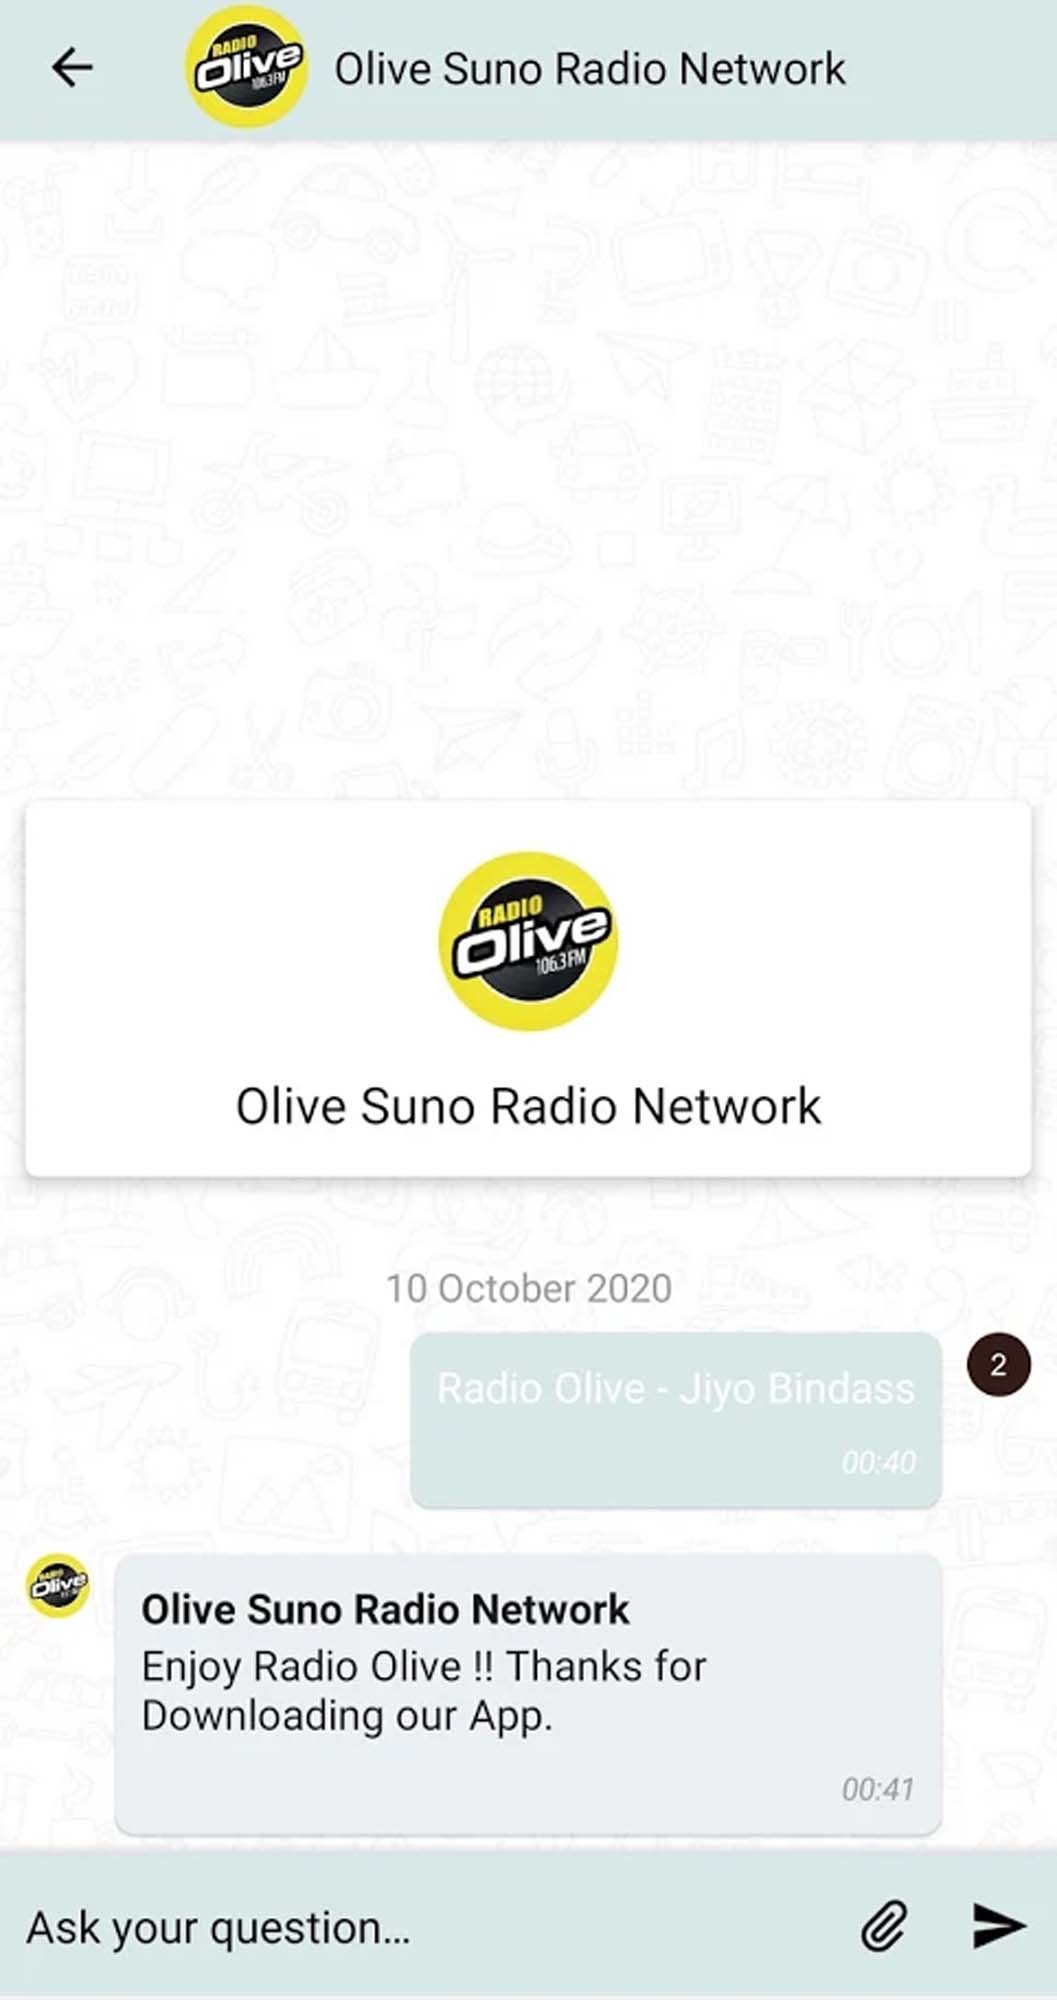 RADIO
Olive
106.3FM
Olive Suno Radio Network
RADIO
Olive
106.3FM
Olive Suno Radio Network
10 October 2020
Radio Olive - Jiyo Bindass
2
00:40
Olive
Olive Suno Radio Network
Enjoy Radio Olive !! Thanks for
Downloading our App.
00:41
Ask your question...